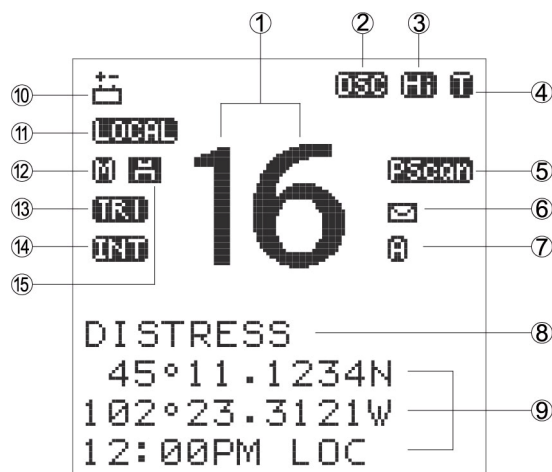 ① ② ③
⑩ +- DSC Hi T ④
⑪ LOCAL
⑫ M 16 PScan ⑤
⑬ TRI ⑥
⑭ INT A ⑦
⑮
DISTRESS ⑧
45°11.1234N
102°23.3121W ⑨
12:00PM LOC